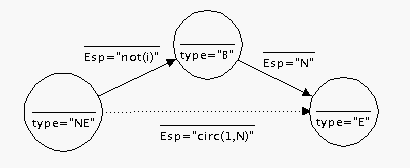 type="B"
Esp="not(i)"
Esp="N"
type="NE"
type="E"
Esp="circ(1,N)"